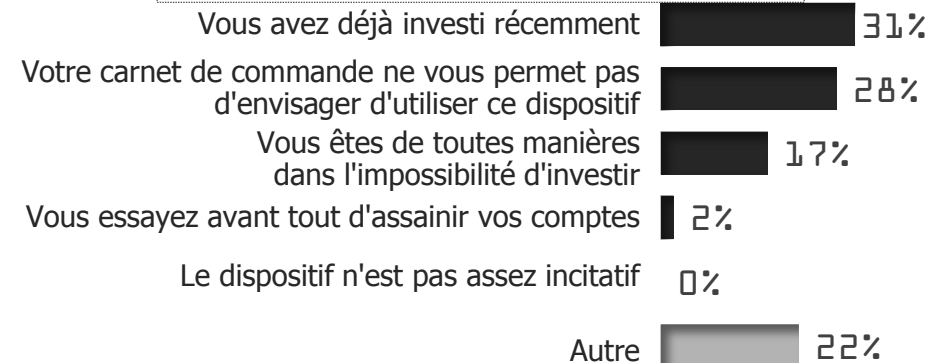 Vous avez déjà investi récemment 31%
Votre carnet de commande ne vous permet pas
d'envisager d'utiliser ce dispositif 28%
Vous êtes de toutes manières
dans l'impossibilité d'investir 17%
Vous essayez avant tout d'assainir vos comptes 2%
Le dispositif n'est pas assez incitatif 0%
Autre 22%